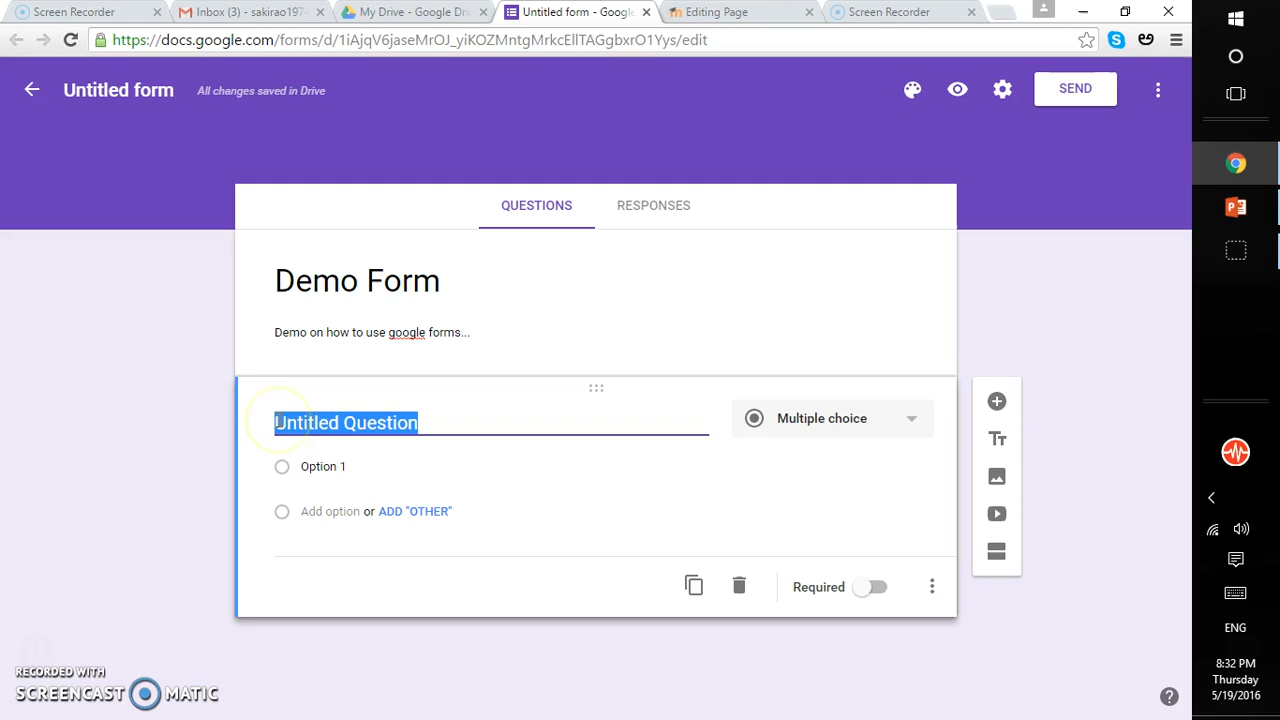 Screen Recorder
Inbox (3) - sakirao197
My Drive - Google Dri
Untitled form - Google
Editing Page
Screen Recorder
https://docs.google.com/forms/d/1iAjqV6jaseMrOJ_yiKOZMntgMrkcEllTAGgbxrO1Yys/edit
Untitled form
All changes saved in Drive
SEND
QUESTIONS
RESPONSES
Demo Form
Demo on how to use google forms...
Untitled Question
Multiple choice
Option 1
Add option or ADD "OTHER"
Required
ENG
8:32 PM
Thursday
5/19/2016
RECORDED WITH
SCREENCAST MATIC